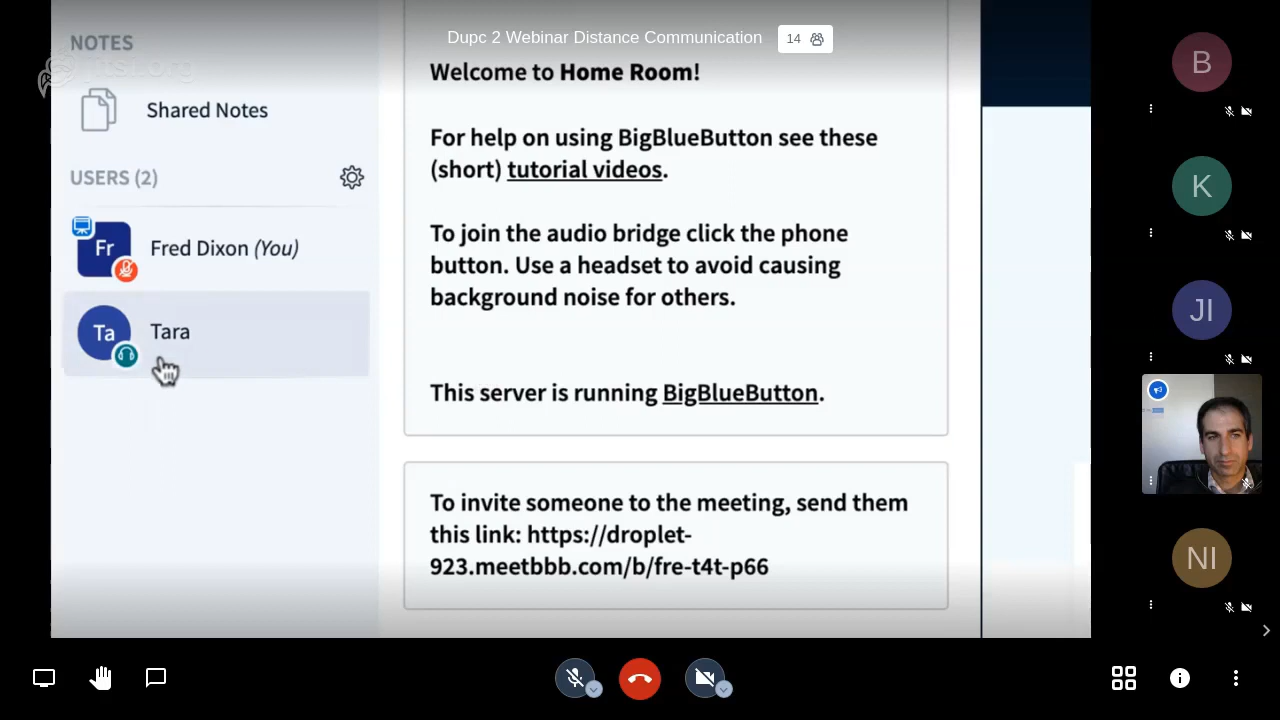 Dupc 2 Webinar Distance Communication
14
jitsi.org
NOTES
Shared Notes
USERS (2)
Fr
Fred Dixon (You)
Ta
Tara
Welcome to Home Room!
For help on using BigBlueButton see these
(short) tutorial videos.
To join the audio bridge click the phone
button. Use a headset to avoid causing
background noise for others.
This server is running BigBlueButton.
To invite someone to the meeting, send them
this link: https://droplet-
923.meetbbb.com/b/fre-t4t-p66
B
K
JI
NI